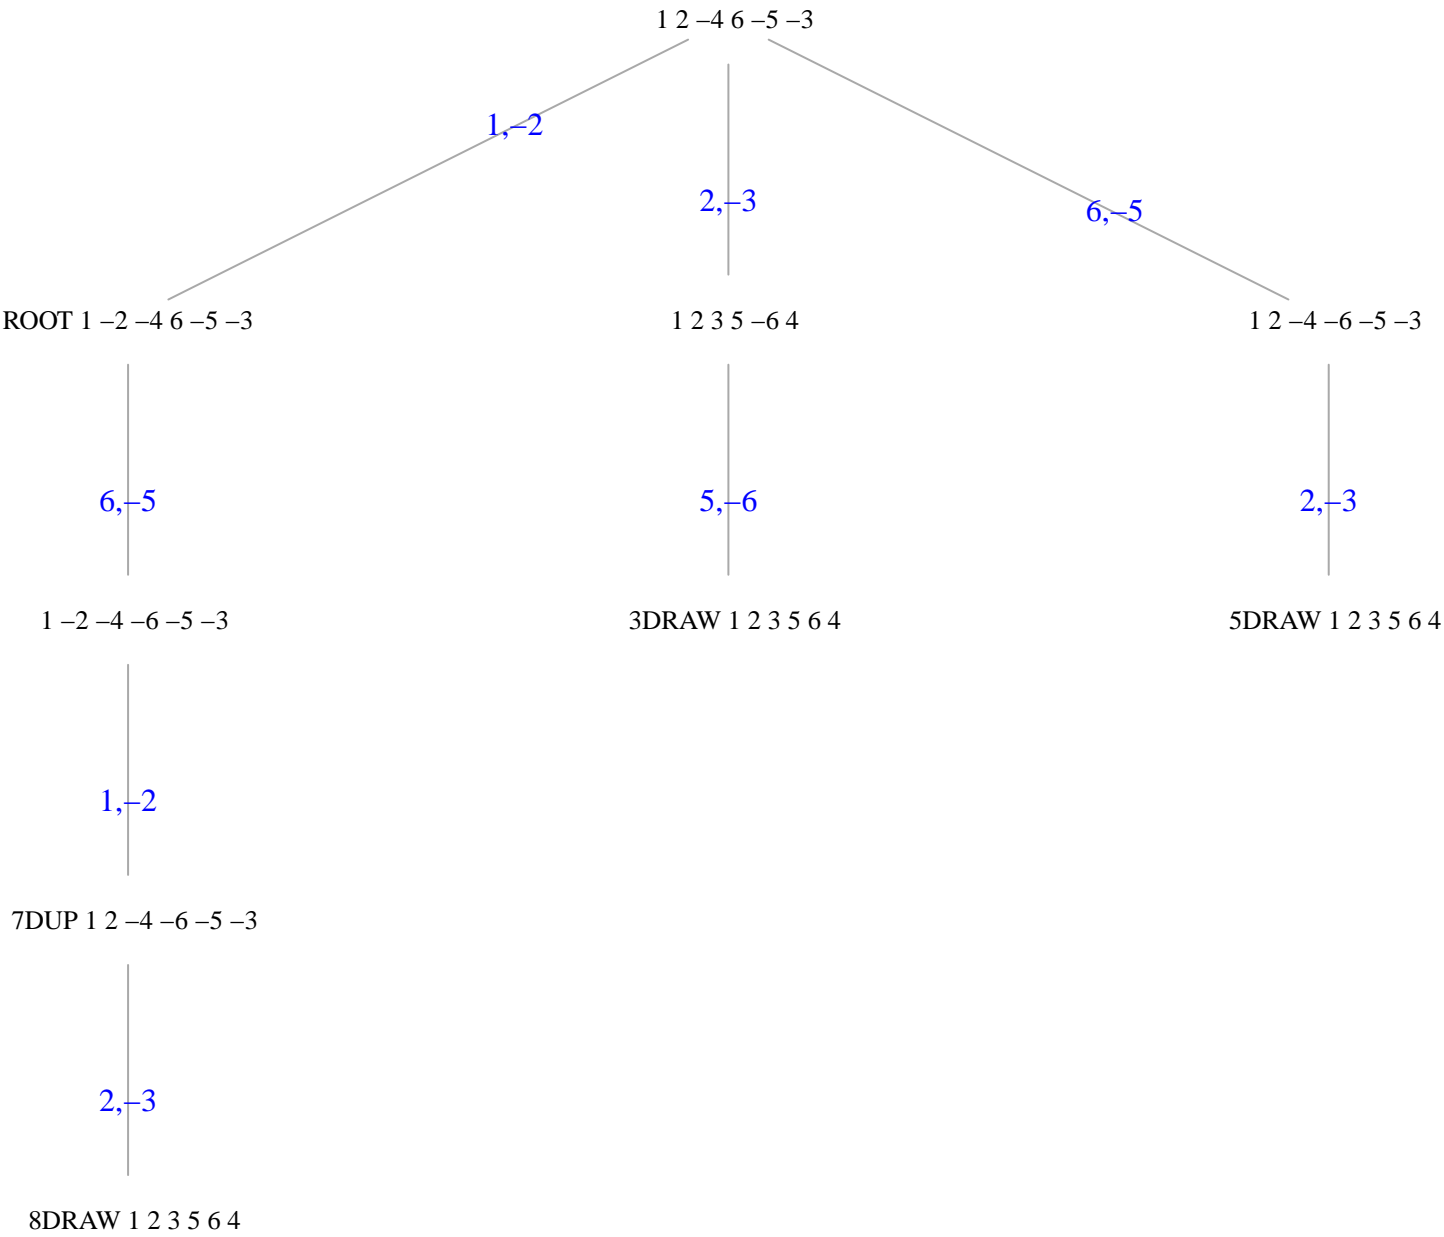 1 2 –4 6 –5 –3
1,–2
2,–3
6,–5
ROOT 1 –2 –4 6 –5 –3
1 2 3 5 –6 4
1 2 –4 –6 –5 –3
6,–5
5,–6
2,–3
1 –2 –4 –6 –5 –3
3DRAW 1 2 3 5 6 4
5DRAW 1 2 3 5 6 4
1,–2
7DUP 1 2 –4 –6 –5 –3
2,–3
8DRAW 1 2 3 5 6 4